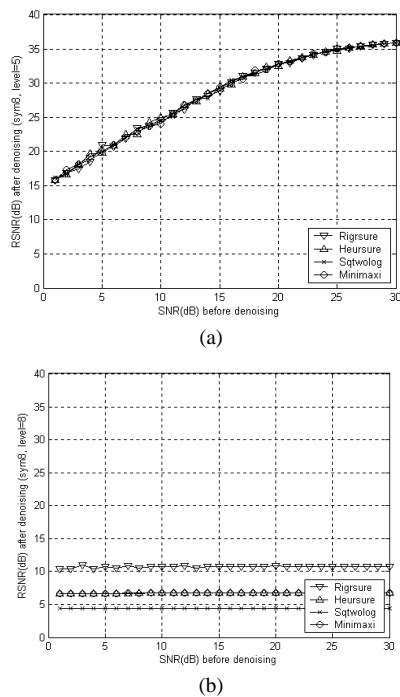 40
35
30
25
20
15
10
5
0
RSNR(dB) after denoising (sym8, level=5)
0 5 10 15 20 25 30
SNR(dB) before denoising
Rigrsure
Heursure
Sqtwolog
Minimaxi
(a)
40
35
30
25
20
15
10
5
0
RSNR(dB) after denoising (sym8, level=8)
0 5 10 15 20 25 30
SNR(dB) before denoising
Rigrsure
Heursure
Sqtwolog
Minimaxi
(b)